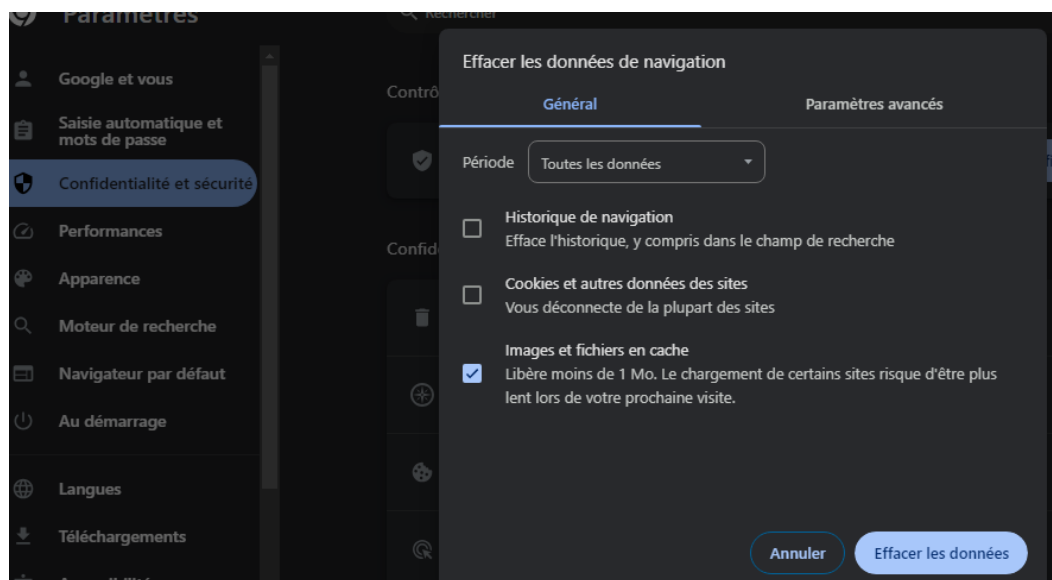 Paramètres
Rechercher
Google et vous
Saisie automatique et
mots de passe
Confidentialité et sécurité
Performances
Apparence
Moteur de recherche
Navigateur par défaut
Au démarrage
Langues
Téléchargements
Contrô
Confid
Effacer les données de navigation
Général
Paramètres avancés
Période
Toutes les données
Historique de navigation
Efface l'historique, y compris dans le champ de recherche
Cookies et autres données des sites
Vous déconnecte de la plupart des sites
Images et fichiers en cache
Libère moins de 1 Mo. Le chargement de certains sites risque d'être plus
lent lors de votre prochaine visite.
Annuler
Effacer les données